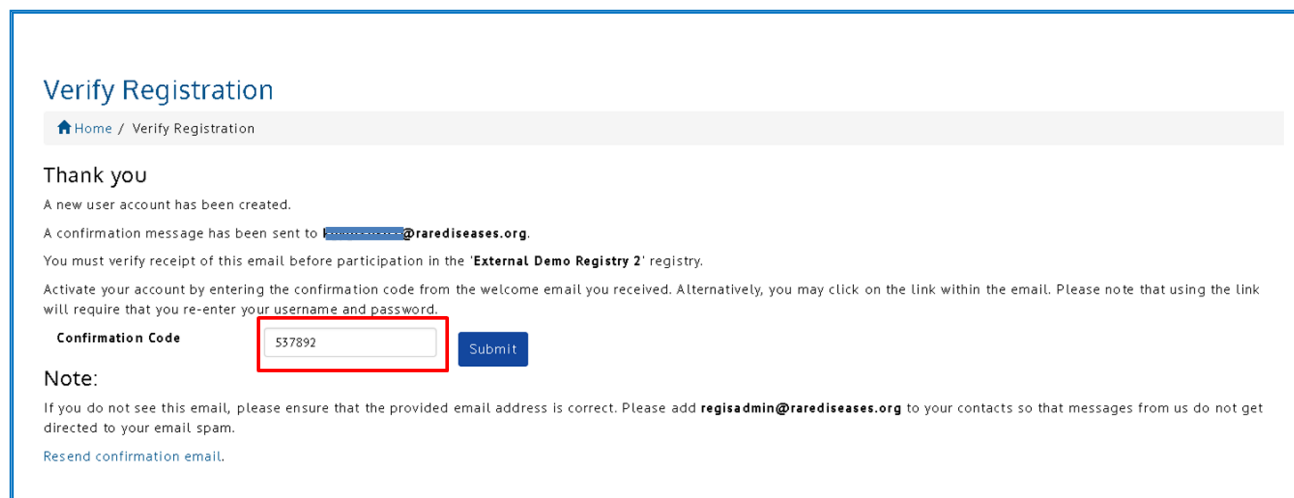 Verify Registration
Home / Verify Registration
Thank you
A new user account has been created.
A confirmation message has been sent to @rarediseases.org.
You must verify receipt of this email before participation in the 'External Demo Registry 2' registry.
Activate your account by entering the confirmation code from the welcome email you received. Alternatively, you may click on the link within the email. Please note that using the link
will require that you re-enter your username and password.
Confirmation Code 537892 Submit
Note:
If you do not see this email, please ensure that the provided email address is correct. Please add regisadmin@rarediseases.org to your contacts so that messages from us do not get
directed to your email spam.
Resend confirmation email.